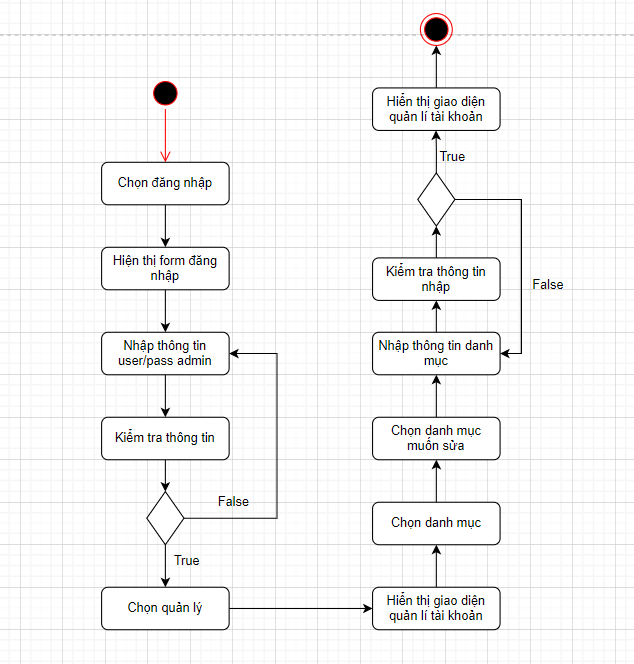 Chọn đăng nhập
Hiện thị form đăng
nhập
Nhập thông tin
user/pass admin
Kiểm tra thông tin
False
True
Chọn quản lý
Hiển thị giao diện
quản lí tài khoản
Chọn danh mục
Chọn danh mục
muốn sửa
Nhập thông tin danh
mục
Kiểm tra thông tin
nhập
False
True
Hiển thị giao diện
quản lí tài khoản